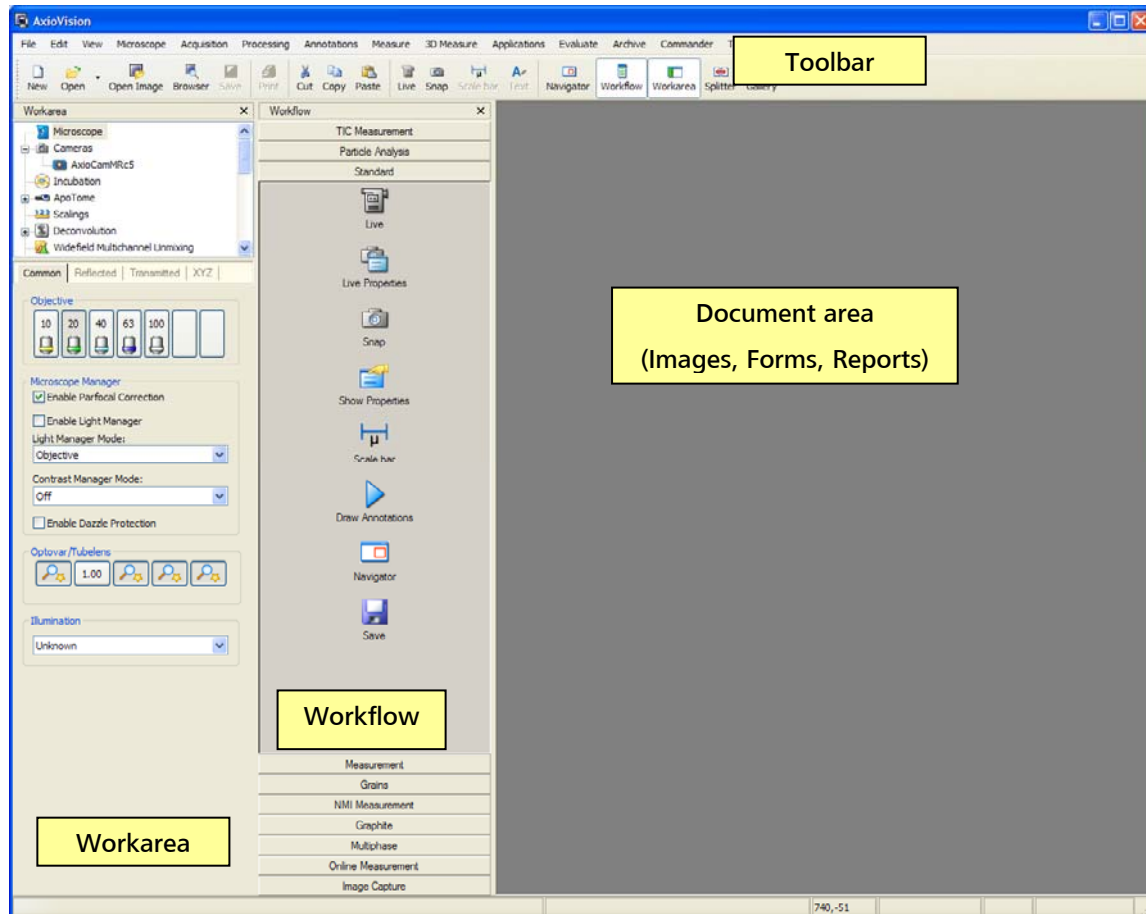 AxioVision
File Edit View Microscope Acquisition Processing Annotations Measure 3D Measure Applications Evaluate Archive Commander
Toolbar
New Open Open Image Browser Save Print Cut Copy Paste Live Snap Scale bar Text Navigator Workflow Workarea Splitter Gallery
Workarea
Microscope
Cameras
AxioCamMRc5
Incubation
ApoTome
Scalings
Deconvolution
Widefield Multichannel Unmixing
Common Reflected Transmitted XYZ
Objective
10 20 40 63 100
Microscope Manager
Enable Parfocal Correction
Enable Light Manager
Light Manager Mode:
Objective
Contrast Manager Mode:
Off
Enable Dazzle Protection
Optovar/Tubelens
1.00
Illumination
Unknown
Workarea
Workflow
TIC Measurement
Particle Analysis
Standard
Live
Live Properties
Snap
Show Properties
µ
Scale bar
Draw Annotations
Navigator
Save
Workflow
Measurement
Grains
NMI Measurement
Graphite
Multiphase
Online Measurement
Image Capture
Document area
(Images, Forms, Reports)
740,-51